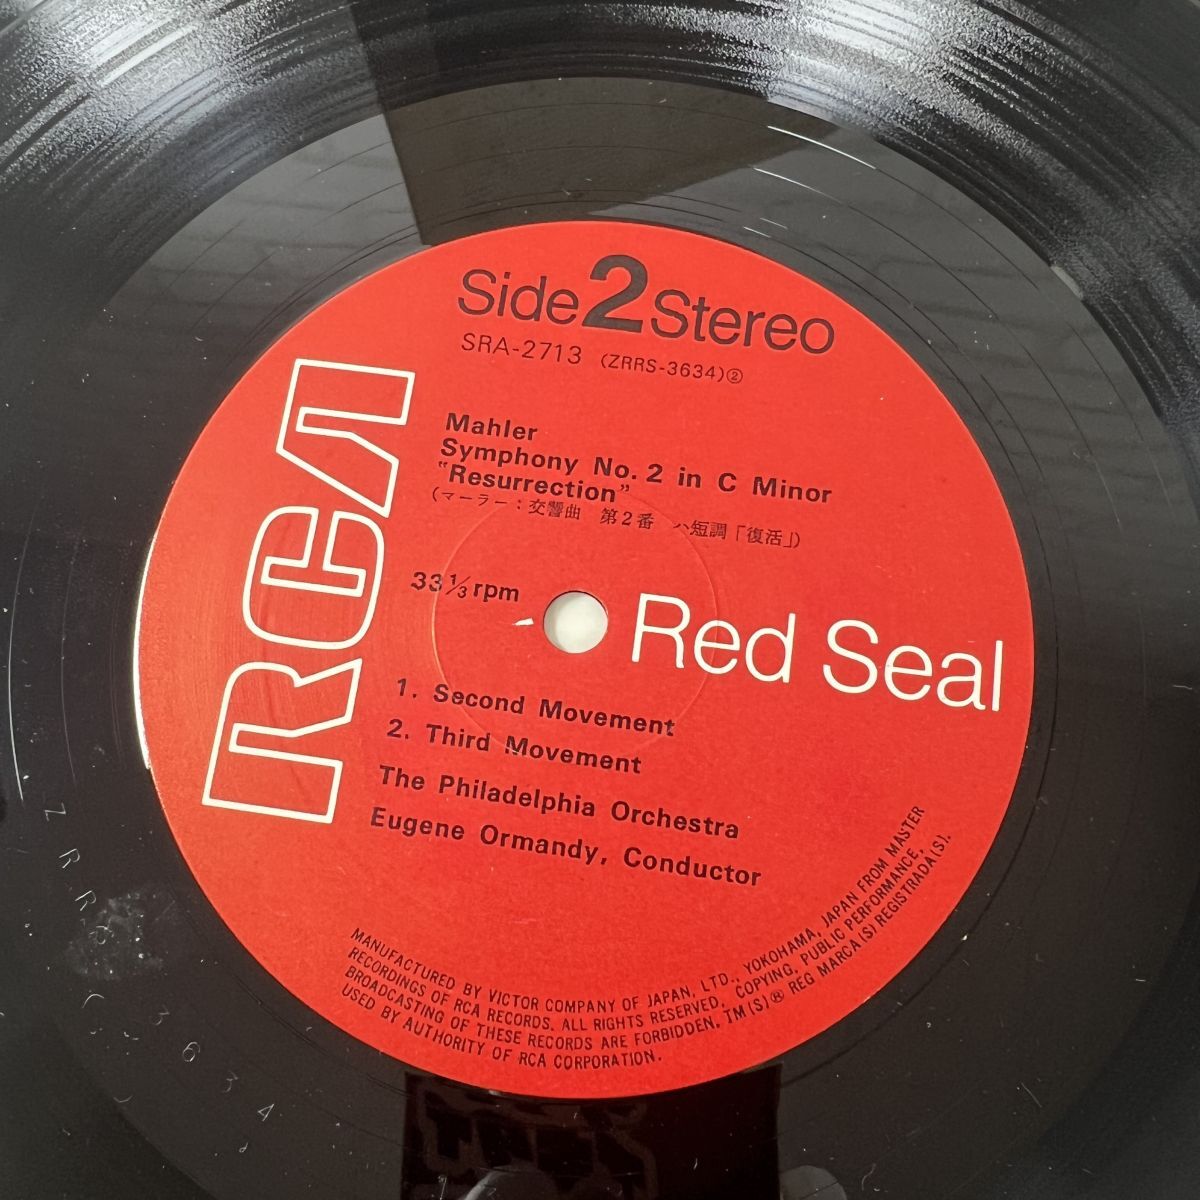 Side 2 Stereo
SRA-2713 (ZRRS-3634)②
RCA
Mahler
Symphony No. 2 in C Minor
"Resurrection"
(マーラー：交響曲 第2番 ハ短調「復活」)
33 1/3 rpm
Red Seal
1. Second Movement
2. Third Movement
The Philadelphia Orchestra
Eugene Ormandy, Conductor
MANUFACTURED BY VICTOR COMPANY OF JAPAN, LTD., YOKOHAMA, JAPAN FROM MASTER
RECORDINGS OF RCA RECORDS. ALL RIGHTS RESERVED, COPYING, PUBLIC PERFORMANCE,
BROADCASTING OF THESE RECORDS ARE FORBIDDEN. TM(S)® REG MARCA(S) REGISTRADA(S).
USED BY AUTHORITY OF RCA CORPORATION.